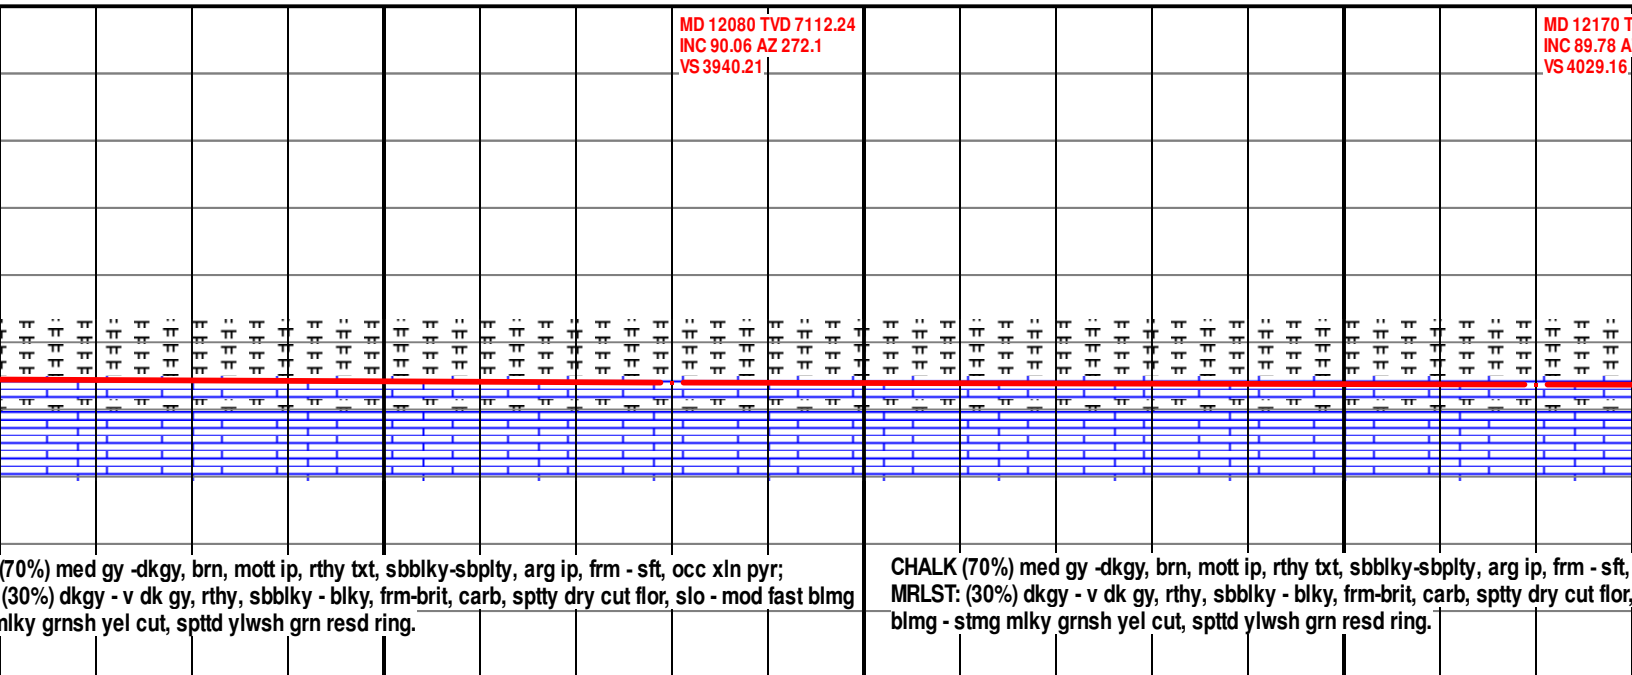 MD 12080 TVD 7112.24
INC 90.06 AZ 272.1
VS 3940.21
MD 12170 T
INC 89.78 A
VS 4029.16
(70%) med gy -dkgy, brn, mott ip, rthy txt, sbblky-sbplty, arg ip, frm - sft, occ xln pyr;
(30%) dkgy - v dk gy, rthy, sbblky - blky, frm-brit, carb, sptty dry cut flor, slo - mod fast blmg
mlky grnsh yel cut, spttd ylwsh grn resd ring.
CHALK (70%) med gy -dkgy, brn, mott ip, rthy txt, sbblky-sbplty, arg ip, frm - sft,
MRLST: (30%) dkgy - v dk gy, rthy, sbblky - blky, frm-brit, carb, sptty dry cut flor,
blmg - stmg mlky grnsh yel cut, spttd ylwsh grn resd ring.